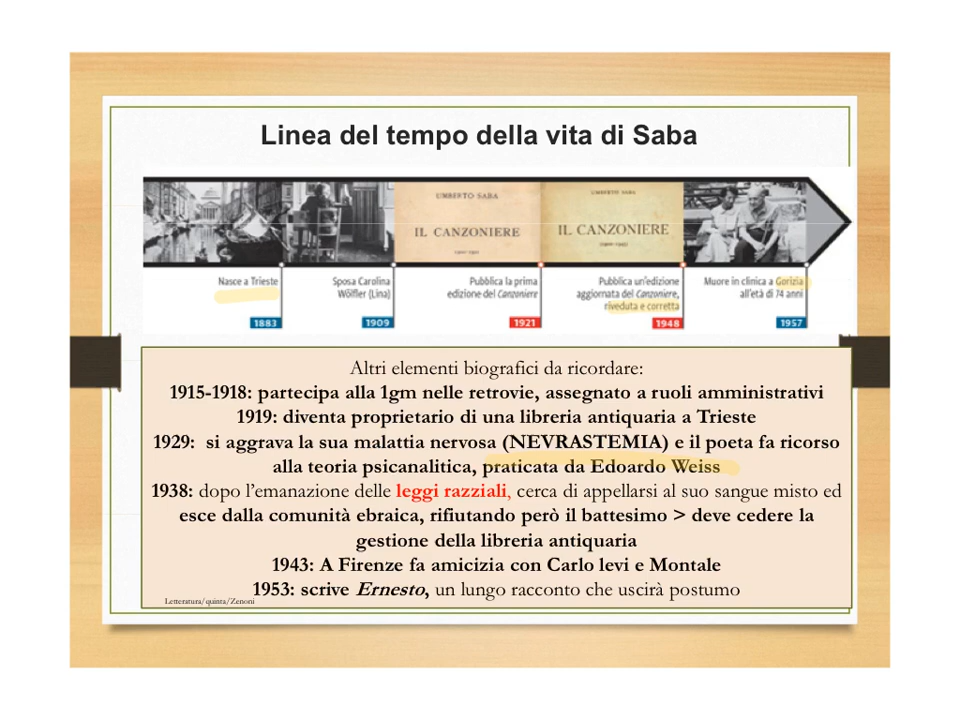 Linea del tempo della vita di Saba
UMBERTO SABA
IL CANZONIERE
UMBERTO SABA
IL CANZONIERE
Nasce a Trieste
1883
Sposa Carolina
Wölfler (Lina)
1909
Pubblica la prima
edizione del Canzoniere
1921
Pubblica un'edizione
aggiornata del Canzoniere,
riveduta e corretta
1948
Muore in clinica a Gorizia
all'età di 74 anni
1957
Altri elementi biografici da ricordare:
1915-1918: partecipa alla 1gm nelle retrovie, assegnato a ruoli amministrativi
1919: diventa proprietario di una libreria antiquaria a Trieste
1929: si aggrava la sua malattia nervosa (NEVRASTEMIA) e il poeta fa ricorso
alla teoria psicanalitica, praticata da Edoardo Weiss
1938: dopo l'emanazione delle leggi razziali, cerca di appellarsi al suo sangue misto ed
esce dalla comunità ebraica, rifiutando però il battesimo > deve cedere la
gestione della libreria antiquaria
1943: A Firenze fa amicizia con Carlo levi e Montale
1953: scrive Ernesto, un lungo racconto che uscirà postumo
Letteratura/quinta/Zenoni